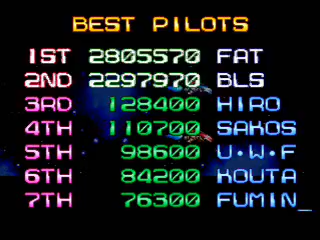 BEST PILOTS
1ST 2805570 FAT
2ND 2297970 BLS
3RD 128400 HIRO
4TH 110700 SAKOS
5TH 98600 U·W·F
6TH 84200 KOUTA
7TH 76300 FUMIN_